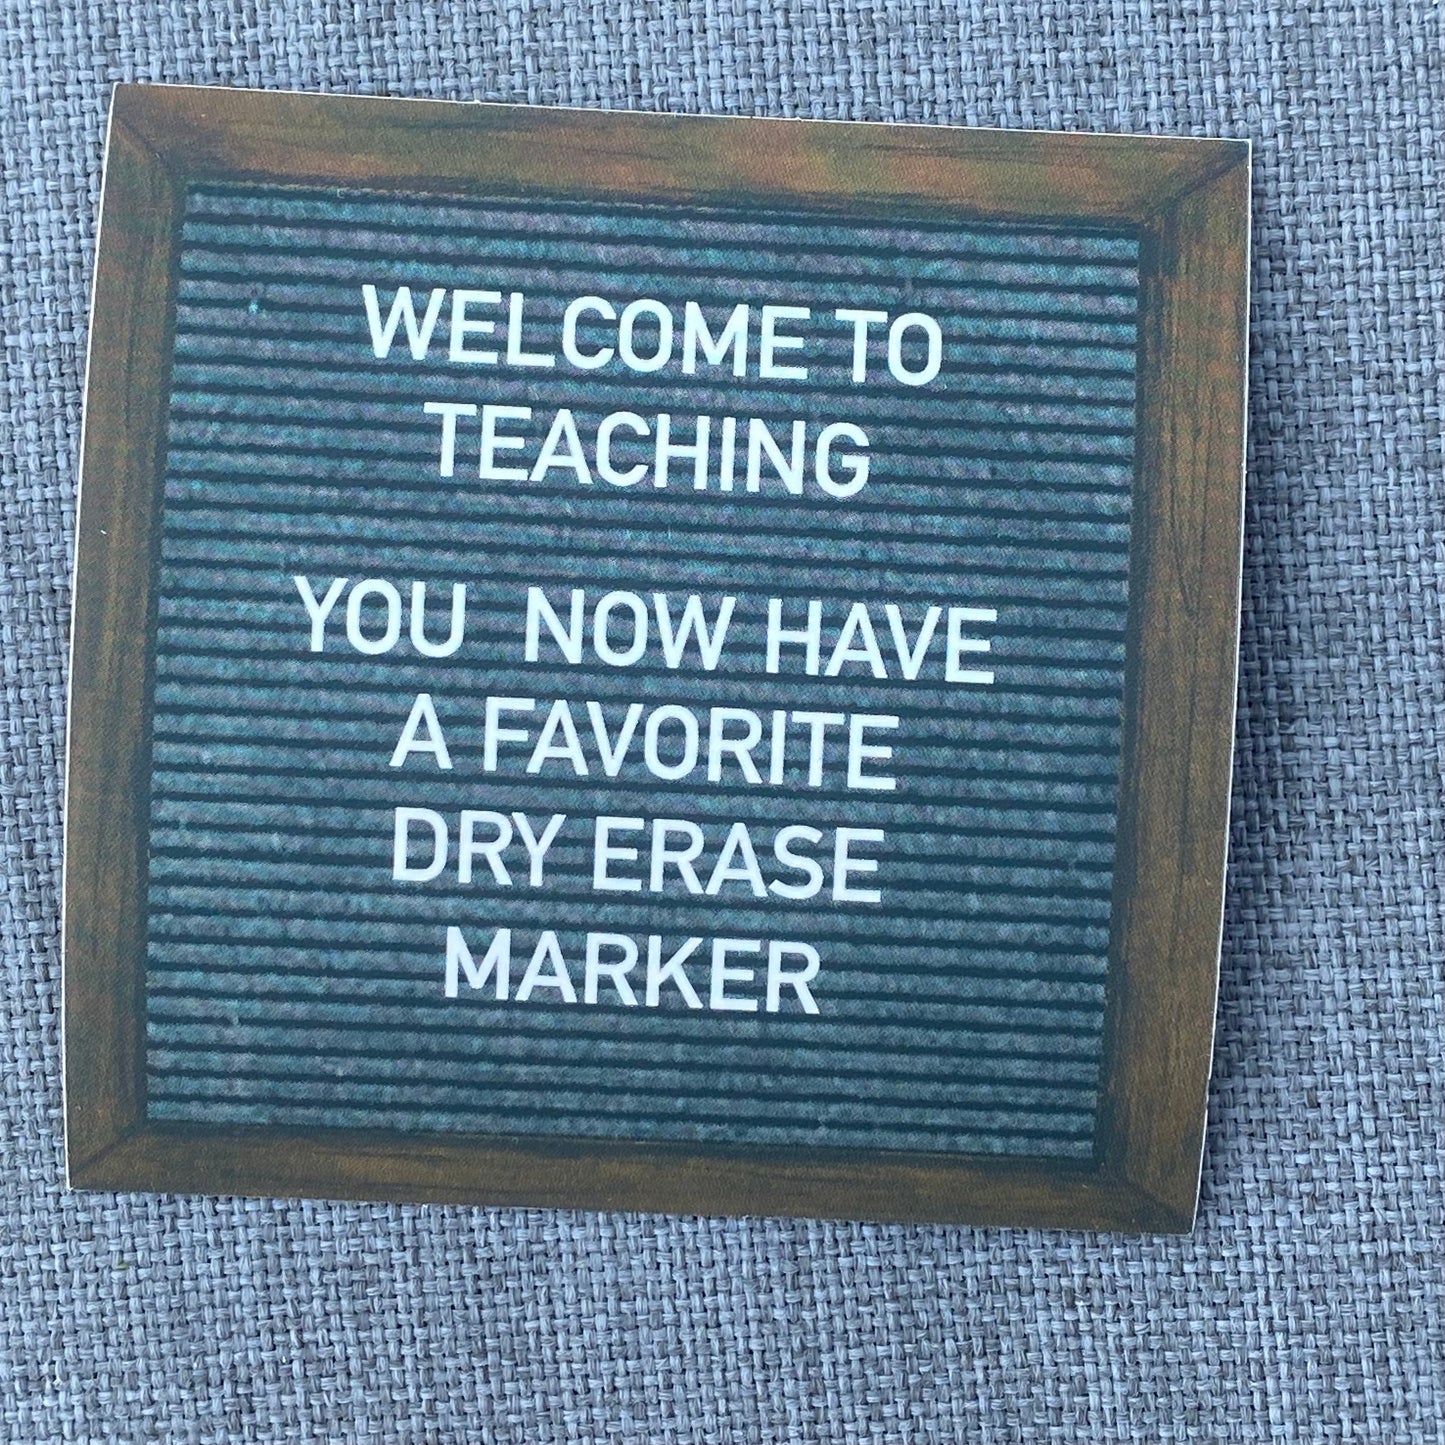 WELCOME TO
TEACHING
YOU NOW HAVE
A FAVORITE
DRY ERASE
MARKER